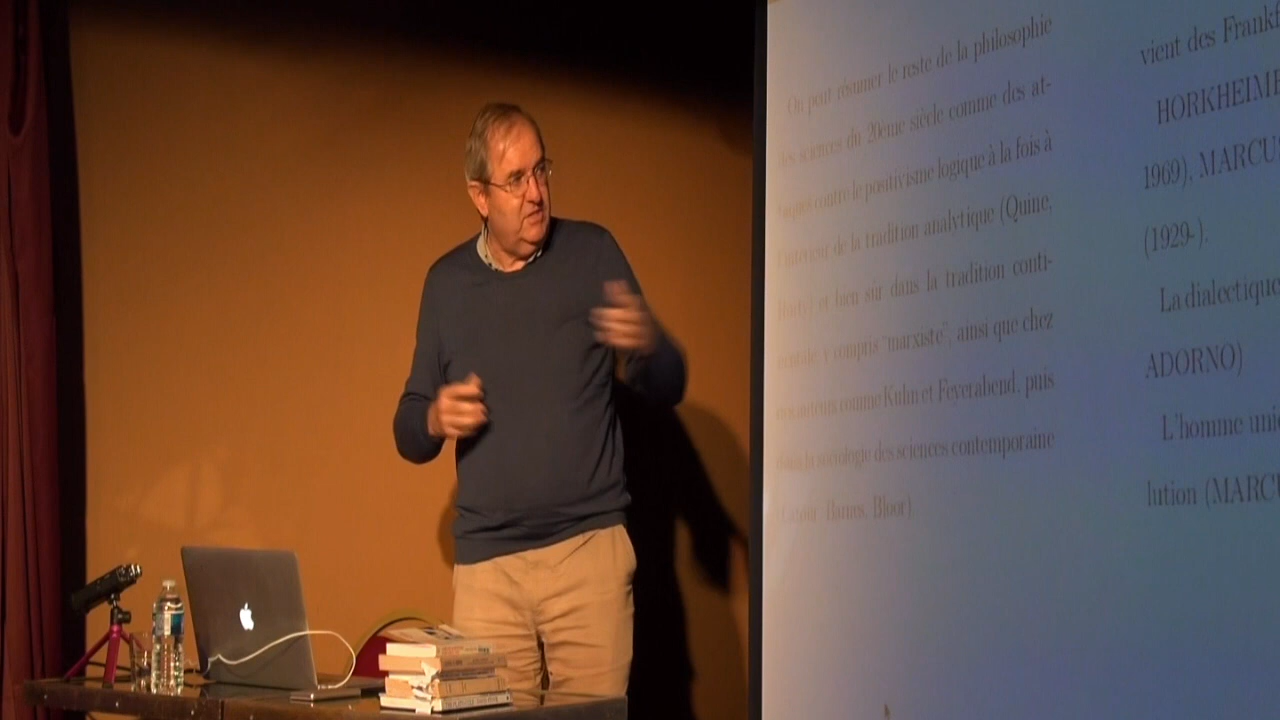 On peut résumer le reste de la philosophie
des sciences du 20ème siècle comme des at-
taques contre le positivisme logique à la fois à
l'intérieur de la tradition analytique (Quine,
et bien sûr dans la tradition conti-
nentale y compris "marxiste", ainsi que chez
des auteurs comme Kuhn et Feyerabend, puis
dans la sociologie des sciences contemporaine
Barnes, Bloor)
vient des Frankf
HORKHEIME
1969), MARCUS
(1929-).
La dialectique
ADORNO)
L'homme uni
lution (MARCU